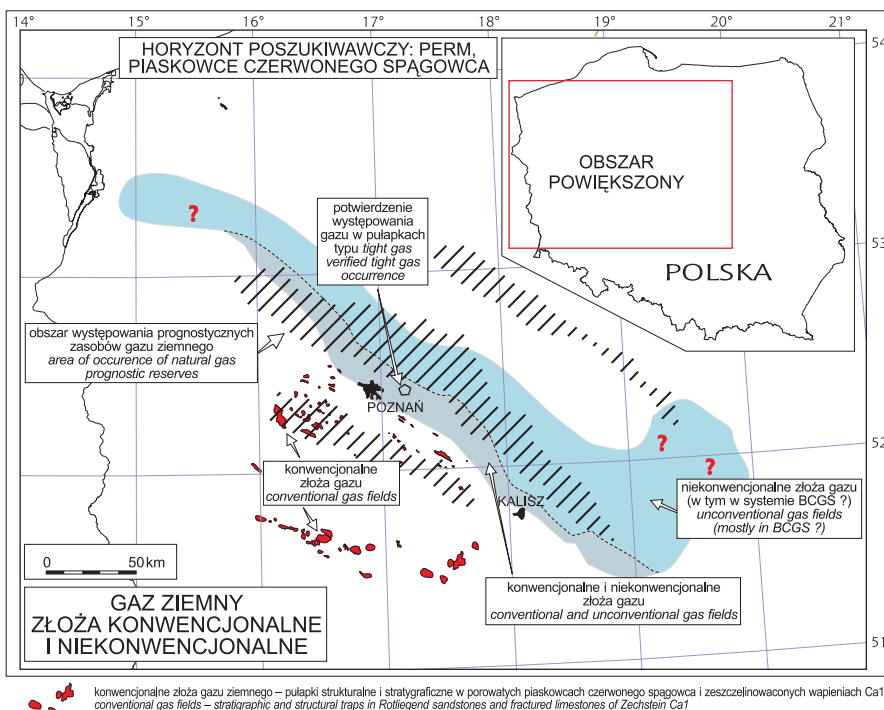 14° 15° 16° 17° 18° 19° 20° 21°
HORYZONT POSZUKIWAWCZY: PERM,
PIASKOWCE CZERWONEGO SPĄGOWCA
54
OBSZAR
POWIĘKSZONY
POLSKA
53
?
potwierdzenie
występowania
gazu w pułapkach
typu tight gas
verified tight gas
occurrence
obszar występowania prognostycznych
zasobów gazu ziemnego
area of occurence of natural gas
prognostic reserves
POZNAŃ
52
?
?
konwencjonalne
złoża gazu
conventional gas fields
KALISZ
niekonwencjonalne złoża gazu
(w tym w systemie BCGS ?)
unconventional gas fields
(mostly in BCGS ?)
0 50 km
konwencjonalne i niekonwencjonalne
złoża gazu
conventional and unconventional gas fields
GAZ ZIEMNY
ZŁOŻA KONWENCJONALNE
I NIEKONWENCJONALNE
51
konwencjonalne złoża gazu ziemnego – pułapki strukturalne i stratygraficzne w porowatych piaskowcach czerwonego spągowca i zeszczelinowaconych wapieniach Ca1
conventional gas fields – stratigraphic and structural traps in Rotliegend sandstones and fractured limestones of Zechstein Ca1